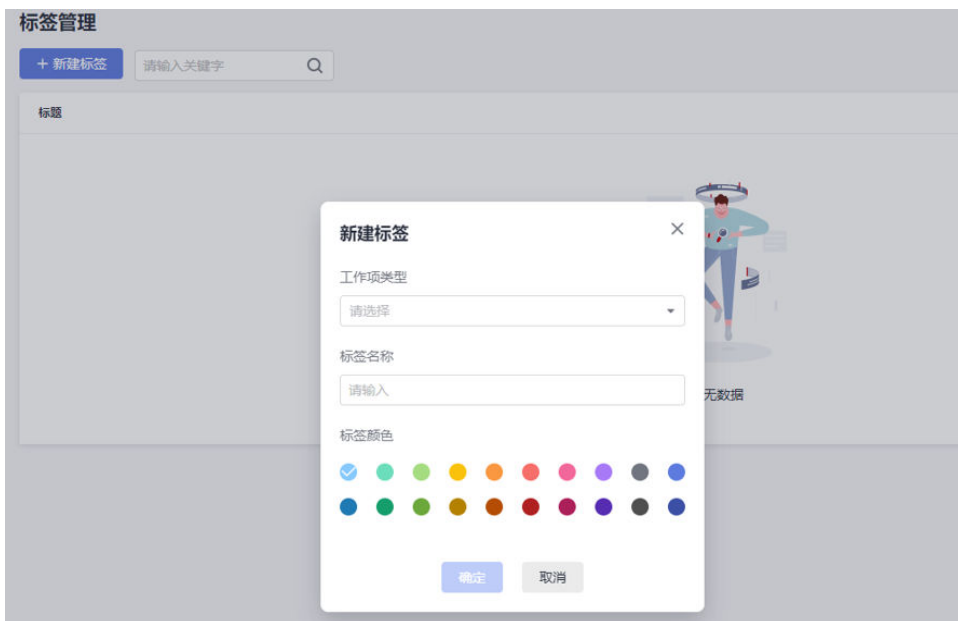 标签管理
+ 新建标签
请输入关键字
标题
新建标签
工作项类型
请选择
标签名称
请输入
无数据
标签颜色
确定
取消